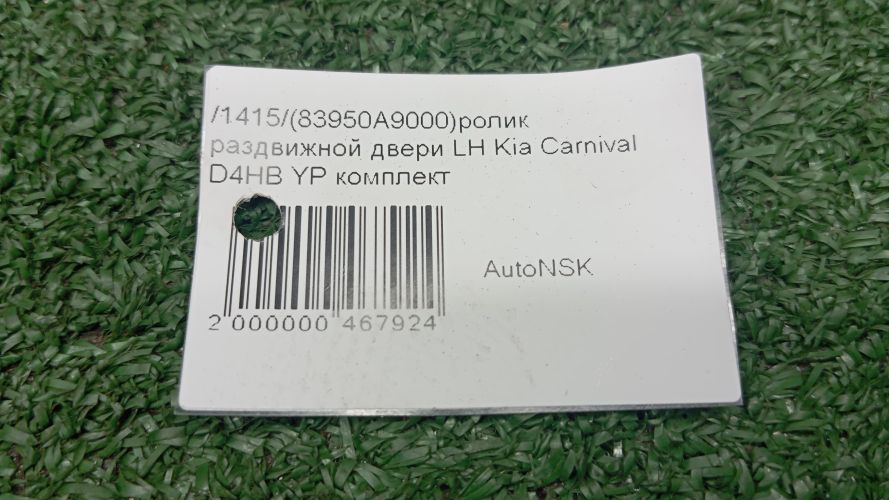 /1415/(83950A9000)ролик
раздвижной двери LH Kia Carnival
D4HB YP комплект
AutoNSK
2 000000 467924